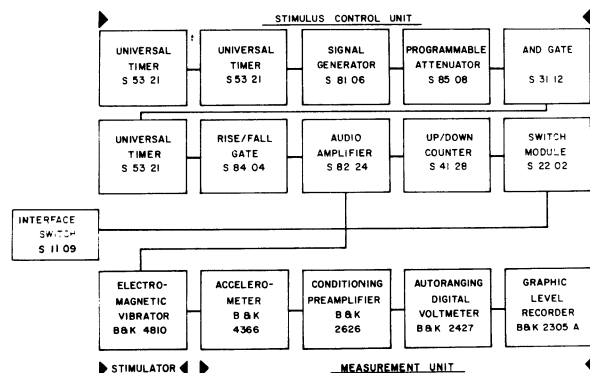 STIMULUS CONTROL UNIT
UNIVERSAL
TIMER
S 53 21
UNIVERSAL
TIMER
S 53 21
SIGNAL
GENERATOR
S 81 06
PROGRAMMABLE
ATTENUATOR
S 85 08
AND GATE
S 31 12
UNIVERSAL
TIMER
S 53 21
RISE/FALL
GATE
S 84 04
AUDIO
AMPLIFIER
S 82 24
UP/DOWN
COUNTER
S 41 28
SWITCH
MODULE
S 22 02
INTERFACE
SWITCH
S 11 09
ELECTRO-
MAGNETIC
VIBRATOR
B&K 4810
ACCELERO-
METER
B & K
4366
CONDITIONING
PREAMPLIFIER
B & K
2626
AUTORANGING
DIGITAL
VOLTMETER
B&K 2427
GRAPHIC
LEVEL
RECORDER
B&K 2305 A
STIMULATOR
MEASUREMENT UNIT